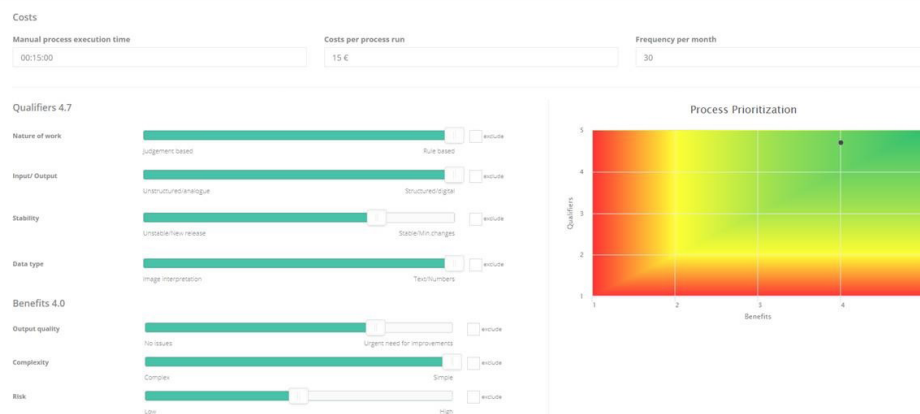 Costs
Manual process execution time
Costs per process run
Frequency per month
00:15:00
15 €
30
Qualifiers 4.7
Nature of work
exclude
Judgement based
Rule based
Input/ Output
exclude
Unstructured/analogue
Structured/digital
Stability
exclude
Unstable/New release
Stable/Min.changes
Data type
exclude
Image interpretation
Text/Numbers
Benefits 4.0
Output quality
exclude
No issues
Urgent need for improvements
Complexity
exclude
Complex
Simple
Risk
exclude
Low
High
Process Prioritization
5
4
3
2
1
Qualifiers
1
2
3
4
Benefits